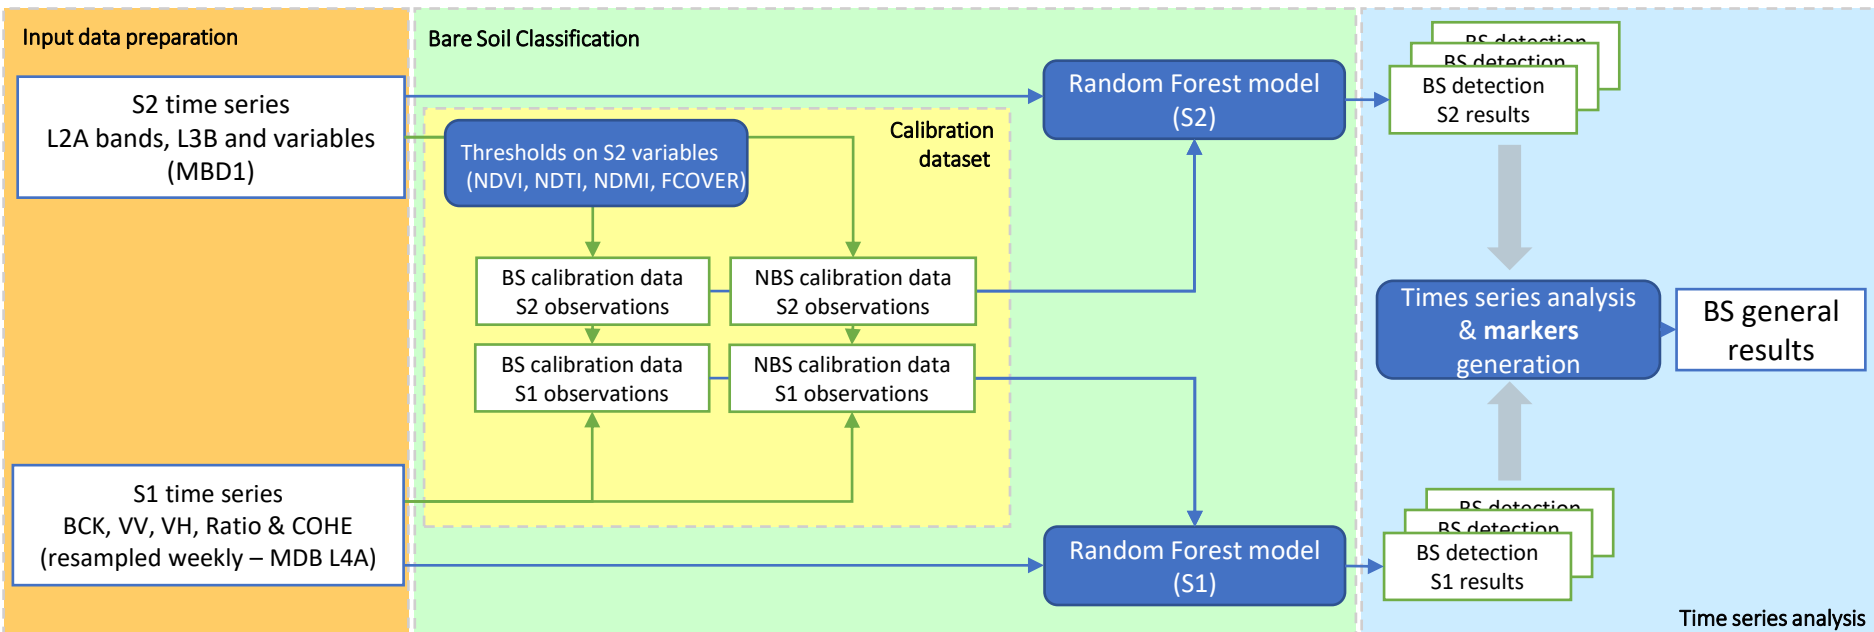 Input data preparation
S2 time series
L2A bands, L3B and variables
(MBD1)
S1 time series
BCK, VV, VH, Ratio & COHE
(resampled weekly – MDB L4A)
Bare Soil Classification
Calibration
dataset
Thresholds on S2 variables
(NDVI, NDTI, NDMI, FCOVER)
BS calibration data
S2 observations
NBS calibration data
S2 observations
BS calibration data
S1 observations
NBS calibration data
S1 observations
Random Forest model
(S2)
Random Forest model
(S1)
BS detection
BS detection
BS detection
S2 results
Times series analysis
& markers
generation
BS general
results
BS detection
BS detection
BS detection
S1 results
Time series analysis